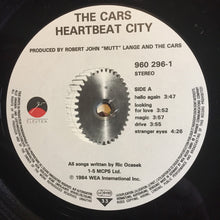 THE CARS
HEARTBEAT CITY
PRODUCED BY ROBERT JOHN "MUTT" LANGE AND THE CARS
960 296-1
STEREO
SIDE A
hello again 3:47
looking
for love 3:52
magic 3:57
drive 3:55
stranger eyes 4:26
All songs written by Ric Ocasek
1-5 MCPS Ltd.
℗ 1984 WEA International Inc.
33